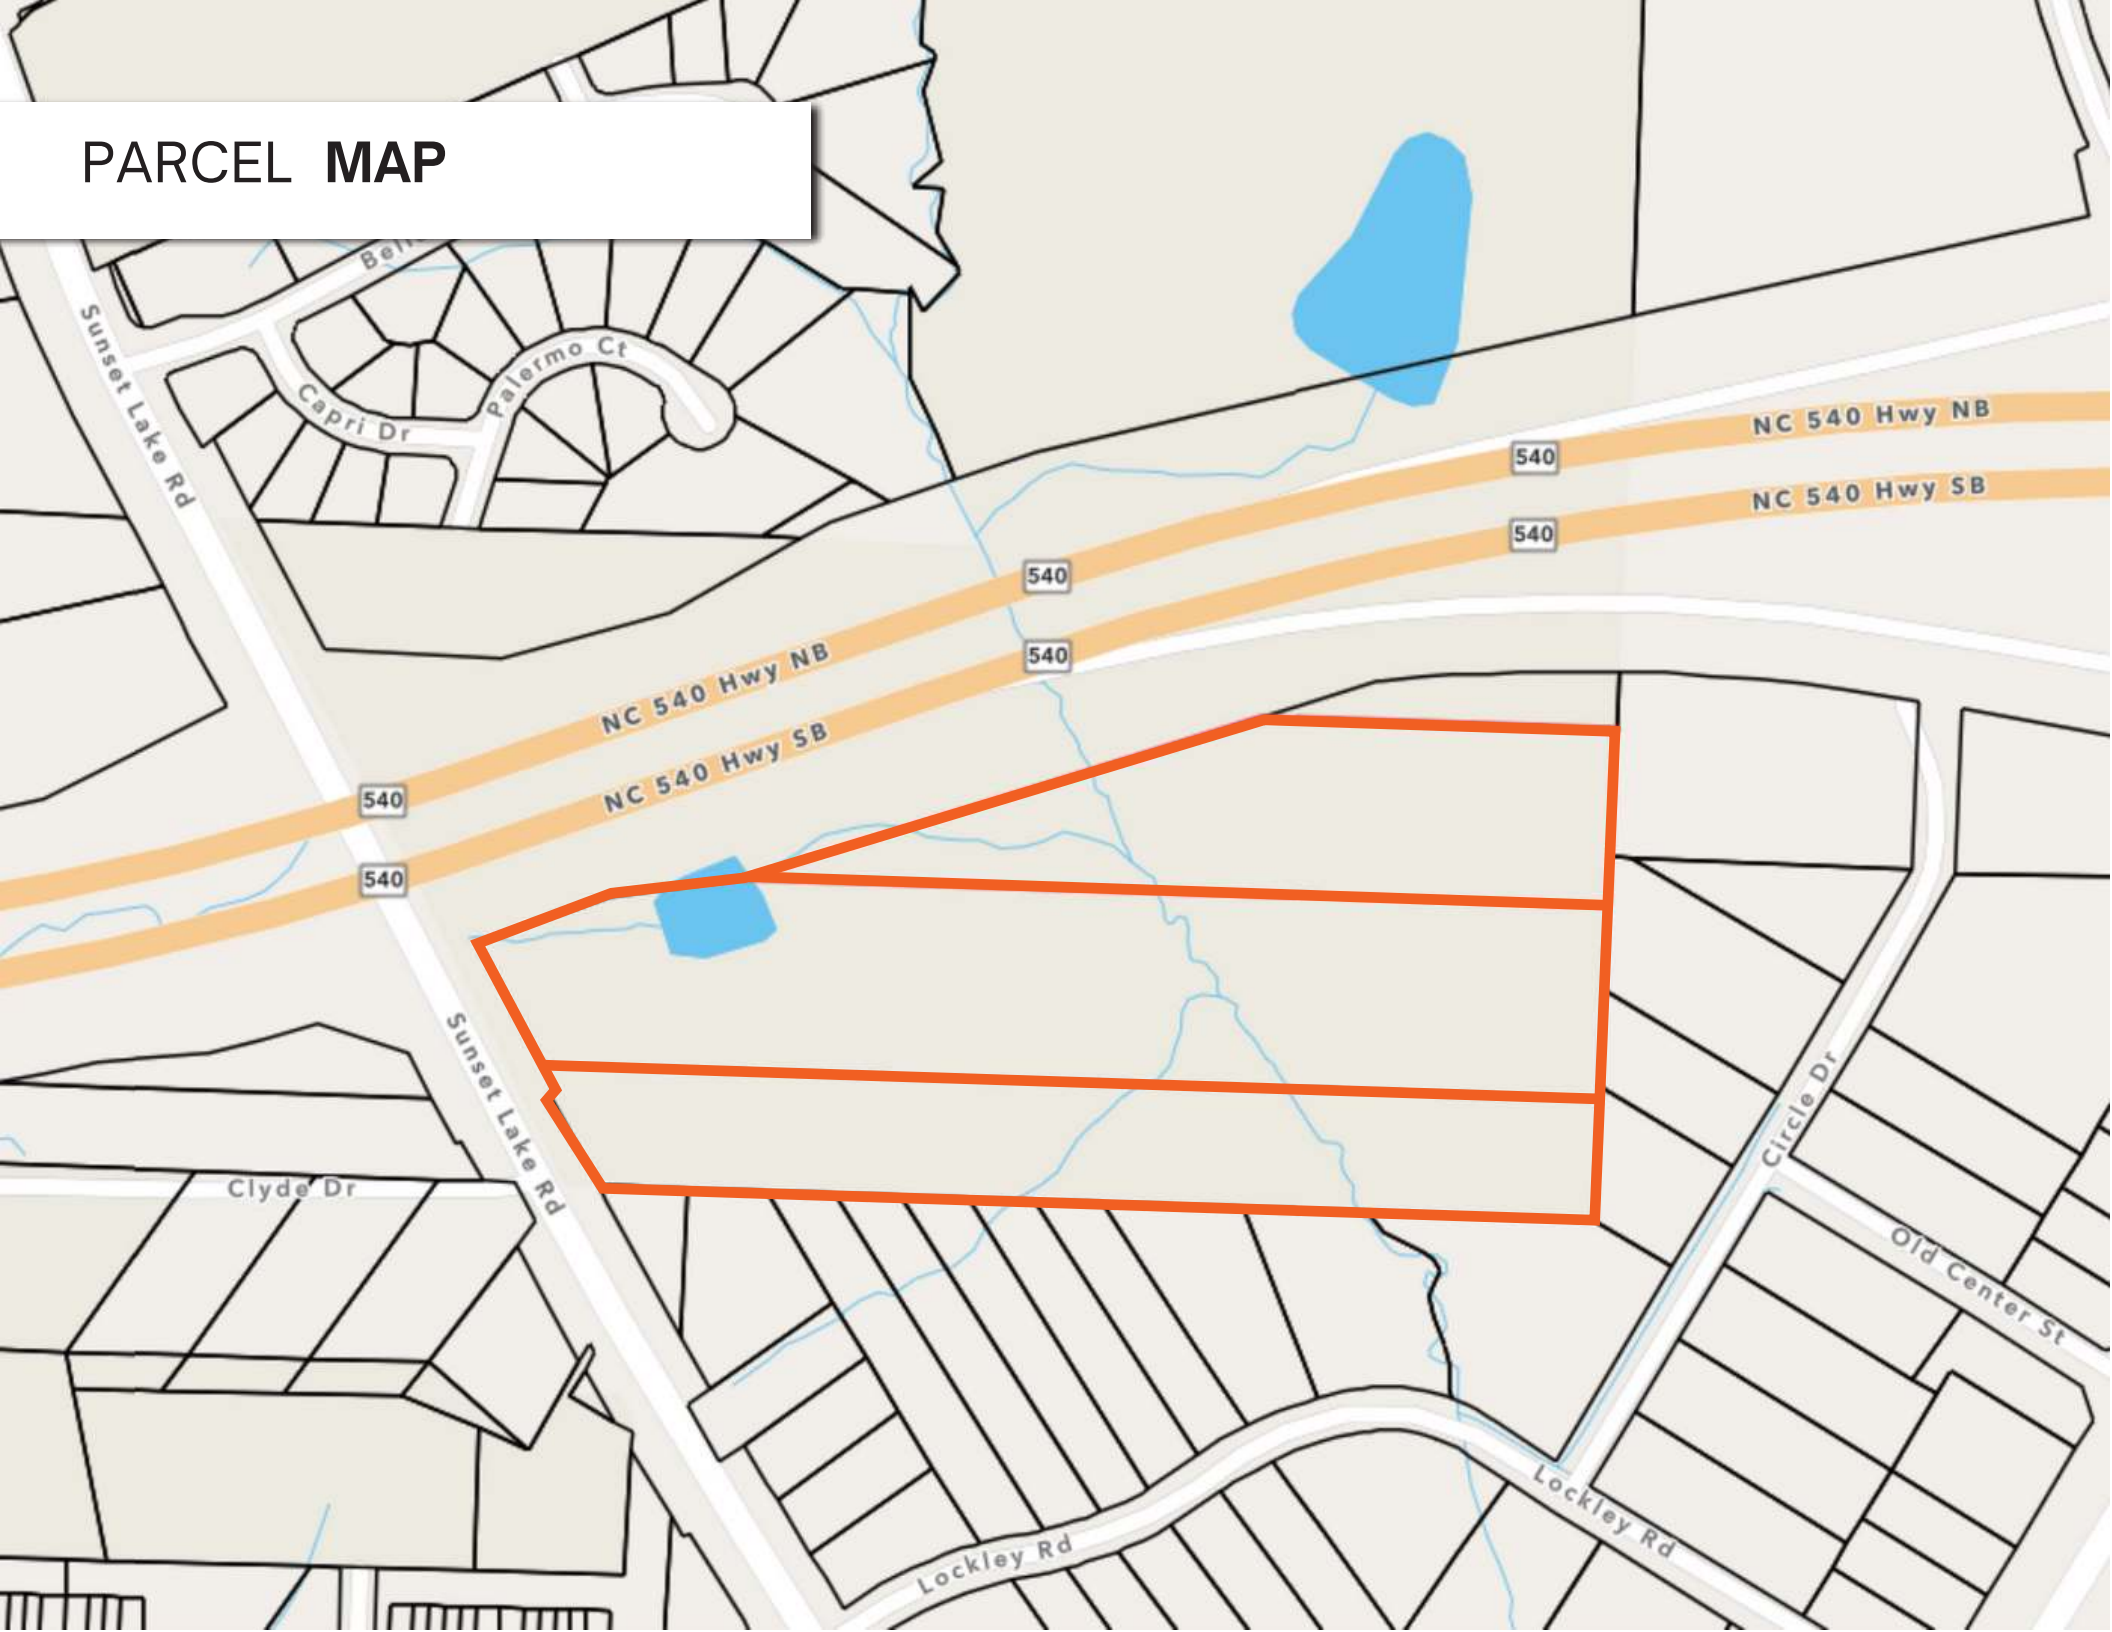 PARCEL MAP
Sunset Lake Rd
Capri Dr
Palermo Ct
NC 540 Hwy NB
540
NC 540 Hwy SB
540
540
540
NC 540 Hwy NB
NC 540 Hwy SB
540
540
Sunset Lake Rd
Clyde Dr
Circle Dr
Old Center St
Lockley Rd
Lockley Rd